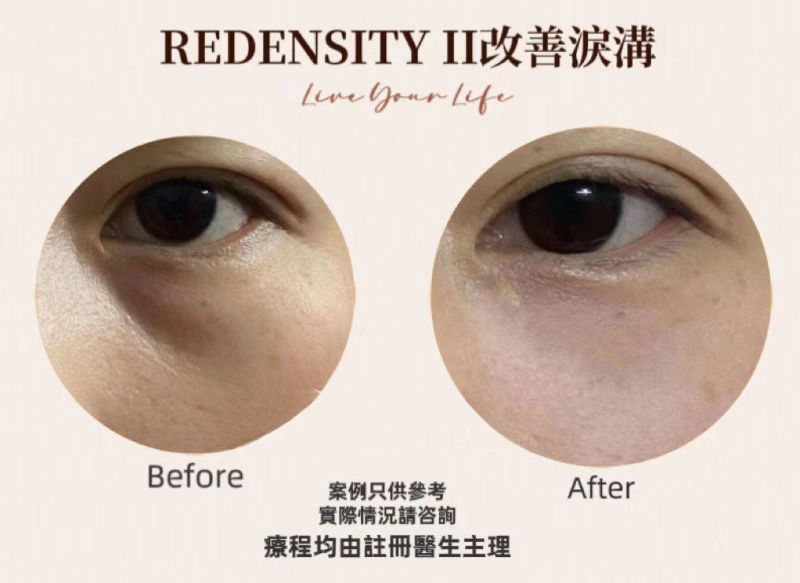 REDENSITY II改善淚溝
Live Your Life
Before
After
案例只供參考
實際情況請咨詢
療程均由註冊醫生主理